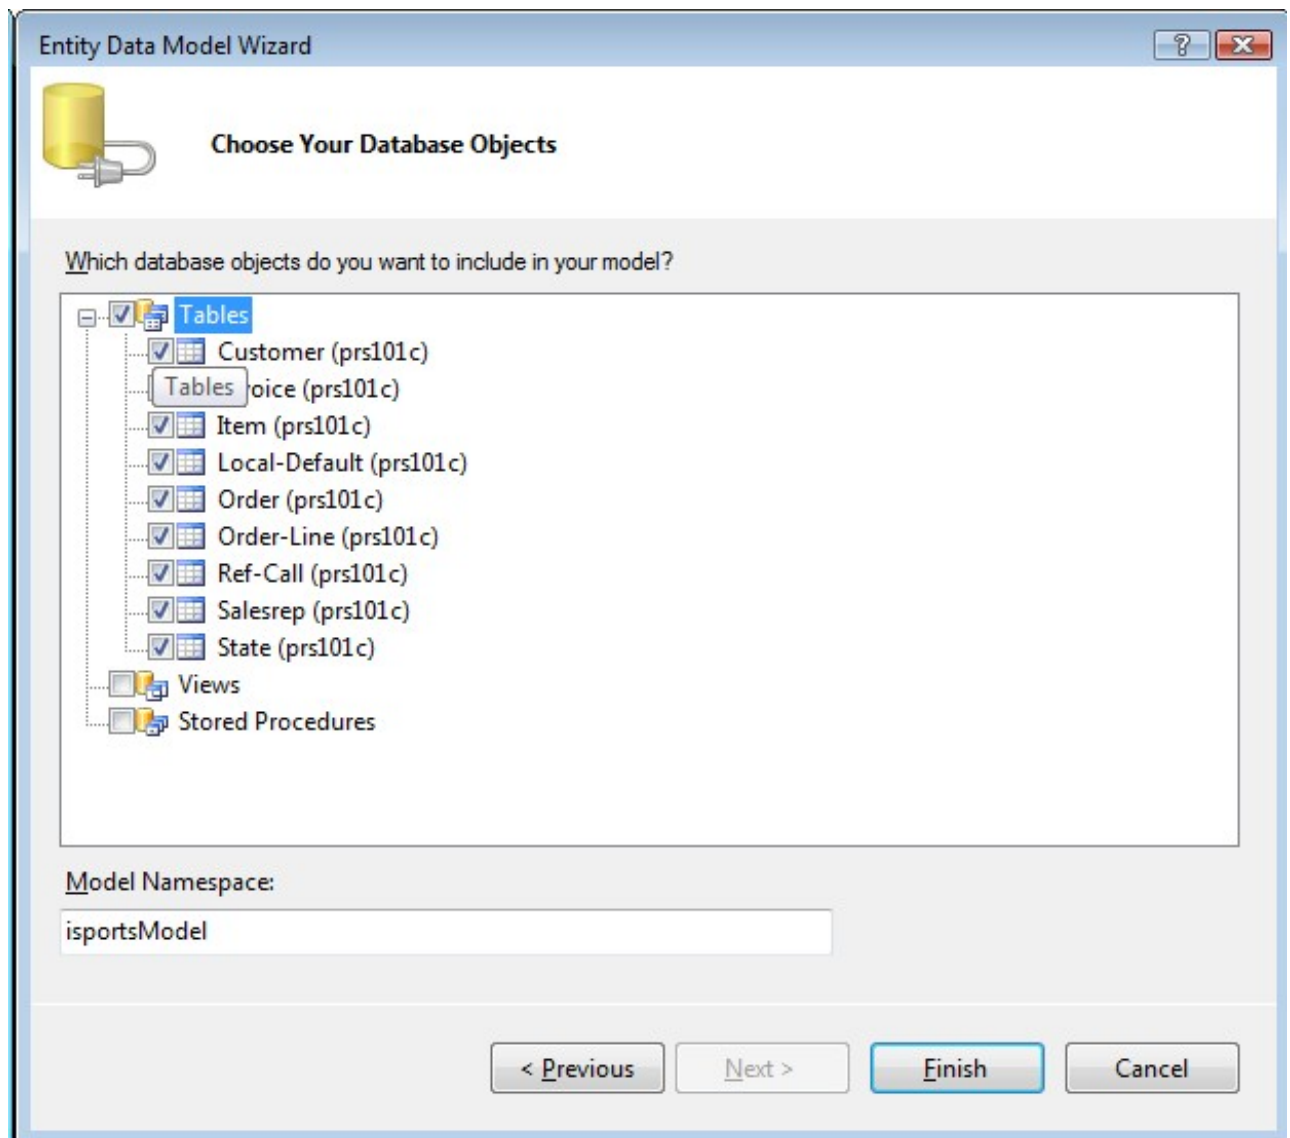 Entity Data Model Wizard
Choose Your Database Objects
Which database objects do you want to include in your model?
Tables
Customer (prs101c)
Tables voice (prs101c)
Item (prs101c)
Local-Default (prs101c)
Order (prs101c)
Order-Line (prs101c)
Ref-Call (prs101c)
Salesrep (prs101c)
State (prs101c)
Views
Stored Procedures
Model Namespace:
isportsModel
< Previous
Next >
Finish
Cancel